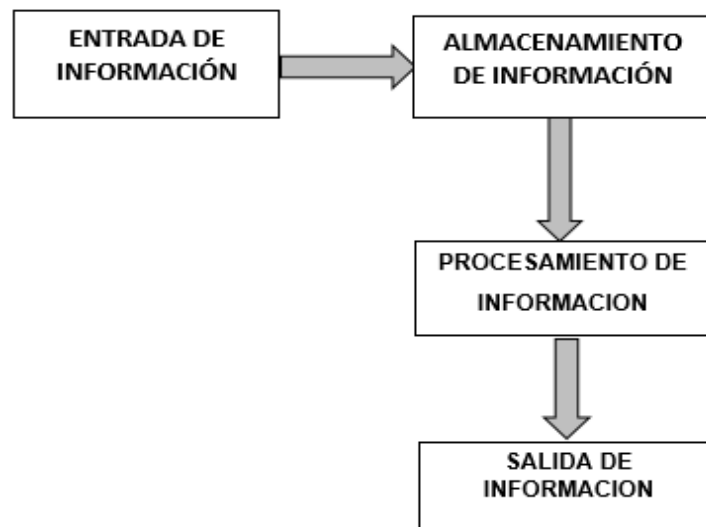 ENTRADA DE
INFORMACIÓN
ALMACENAMIENTO
DE INFORMACIÓN
PROCESAMIENTO DE
INFORMACION
SALIDA DE
INFORMACION